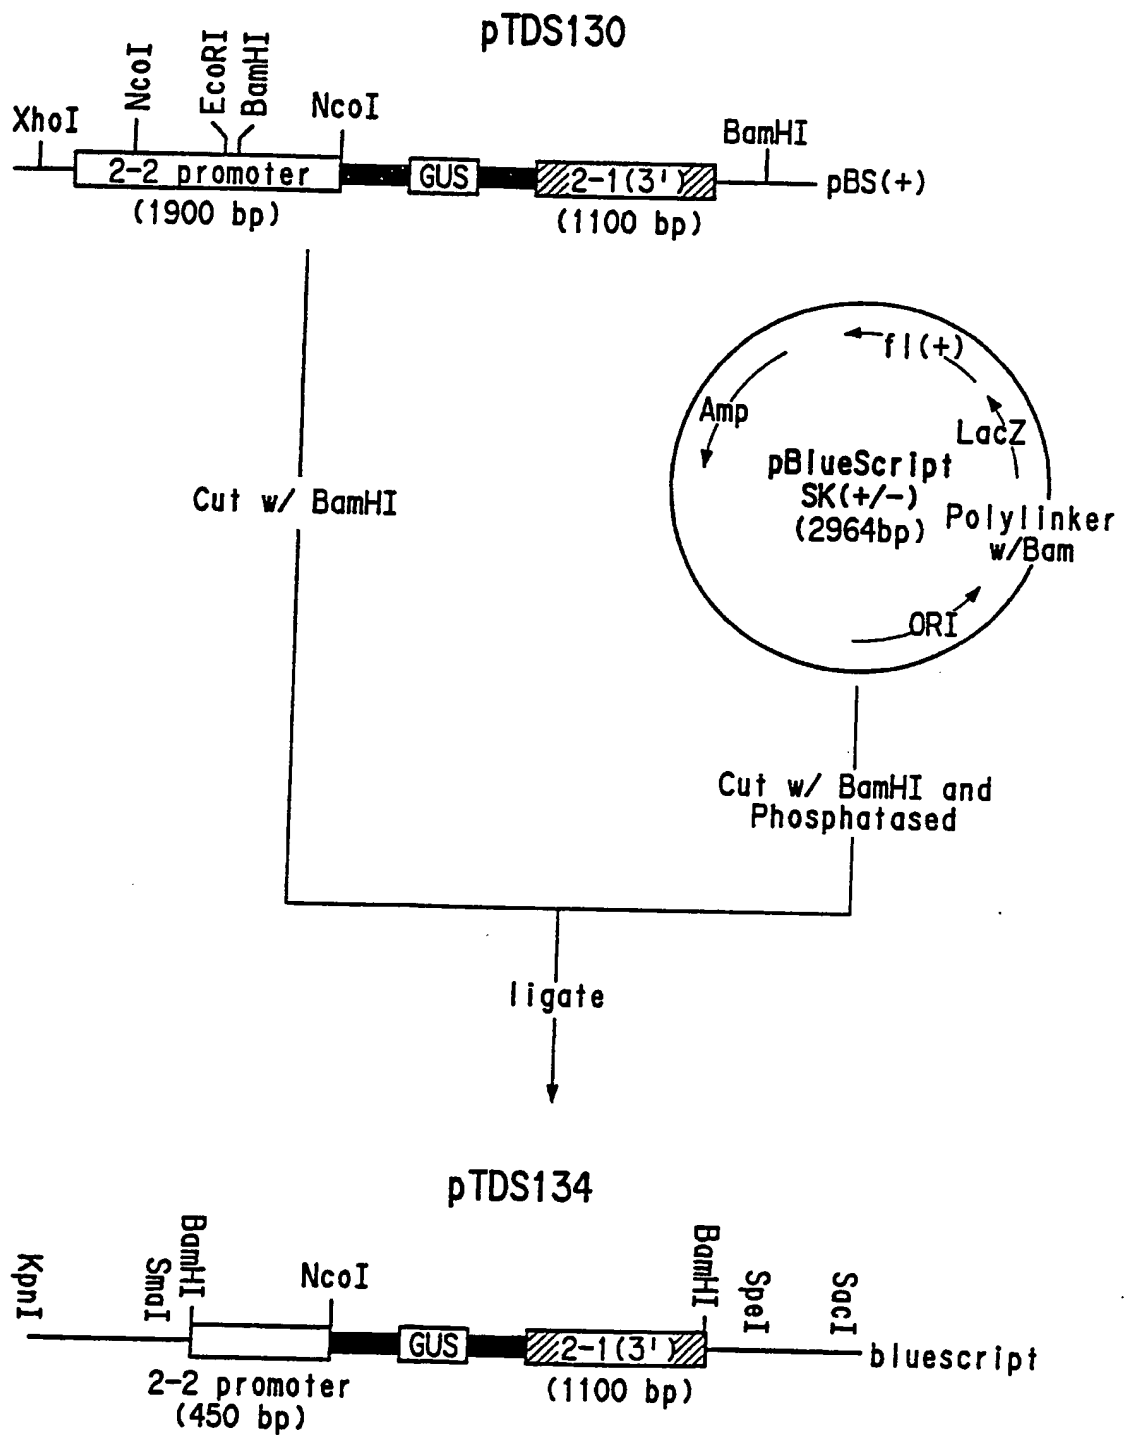 pTDS130
XhoI
NcoI
EcoRI
BamHI
NcoI
BamHI
2-2 promoter
GUS
2-1(3')
pBS(+)
(1900 bp)
(1100 bp)
fl(+)
Amp
LacZ
pBlueScript
SK(+/-)
(2964bp)
Polylinker
w/Bam
ORI
Cut w/ BamHI
Cut w/ BamHI and
Phosphatased
ligate
pTDS134
KpnI
SmaI
BamHI
NcoI
BamHI
SpeI
SacI
GUS
2-1(3')
bluescript
2-2 promoter
(450 bp)
(1100 bp)